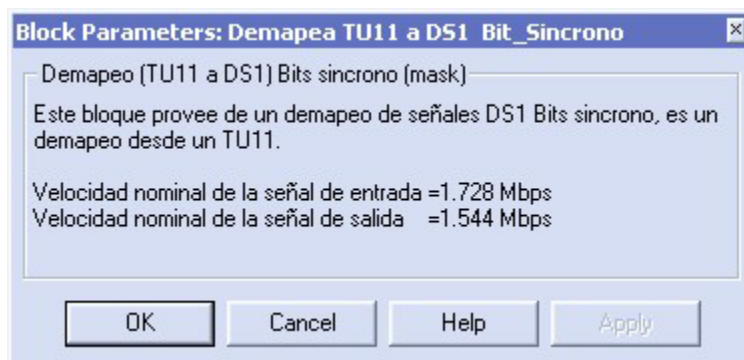 Block Parameters: Demapea TU11 a DS1 Bit_Sincrono
Demapeo (TU11 a DS1) Bits sincrono (mask)
Este bloque provee de un demapeo de señales DS1 Bits sincrono, es un
demapeo desde un TU11.
Velocidad nominal de la señal de entrada =1.728 Mbps
Velocidad nominal de la señal de salida =1.544 Mbps
OK Cancel Help Apply